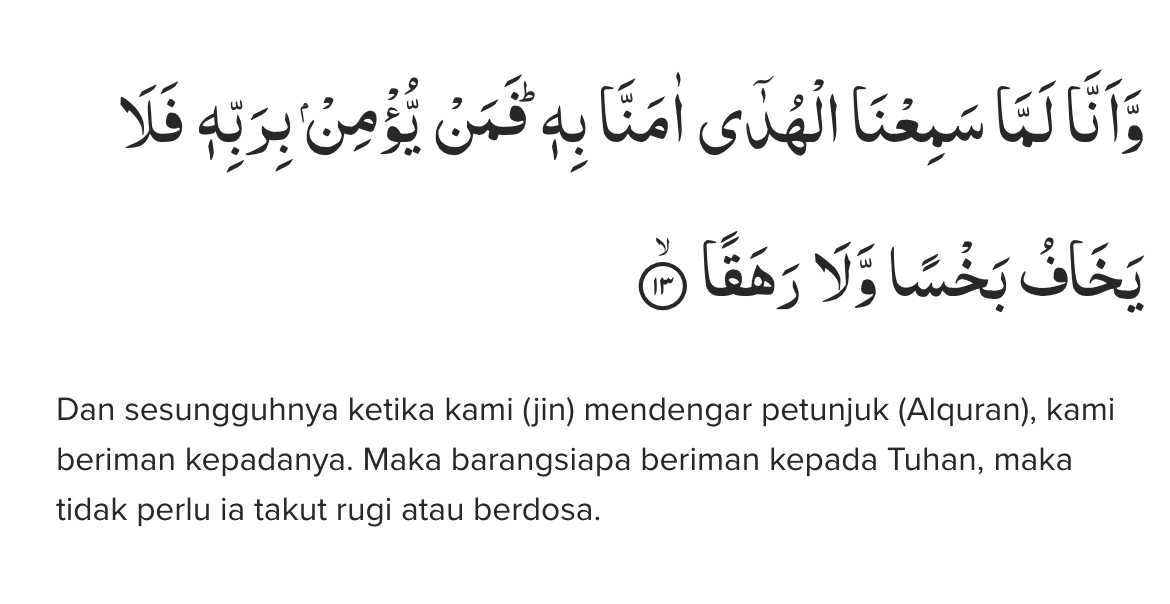 وَّاَنَّا لَمَّا سَمِعْنَا الْهُدٰٓى اٰمَنَّا بِهٖ ۗفَمَنْ يُّؤْمِنْۢ بِرَبِّهٖ فَلَا
يَخَافُ بَخْسًا وَّلَا رَهَقًا ۙ ١٣
Dan sesungguhnya ketika kami (jin) mendengar petunjuk (Alquran), kami
beriman kepadanya. Maka barangsiapa beriman kepada Tuhan, maka
tidak perlu ia takut rugi atau berdosa.